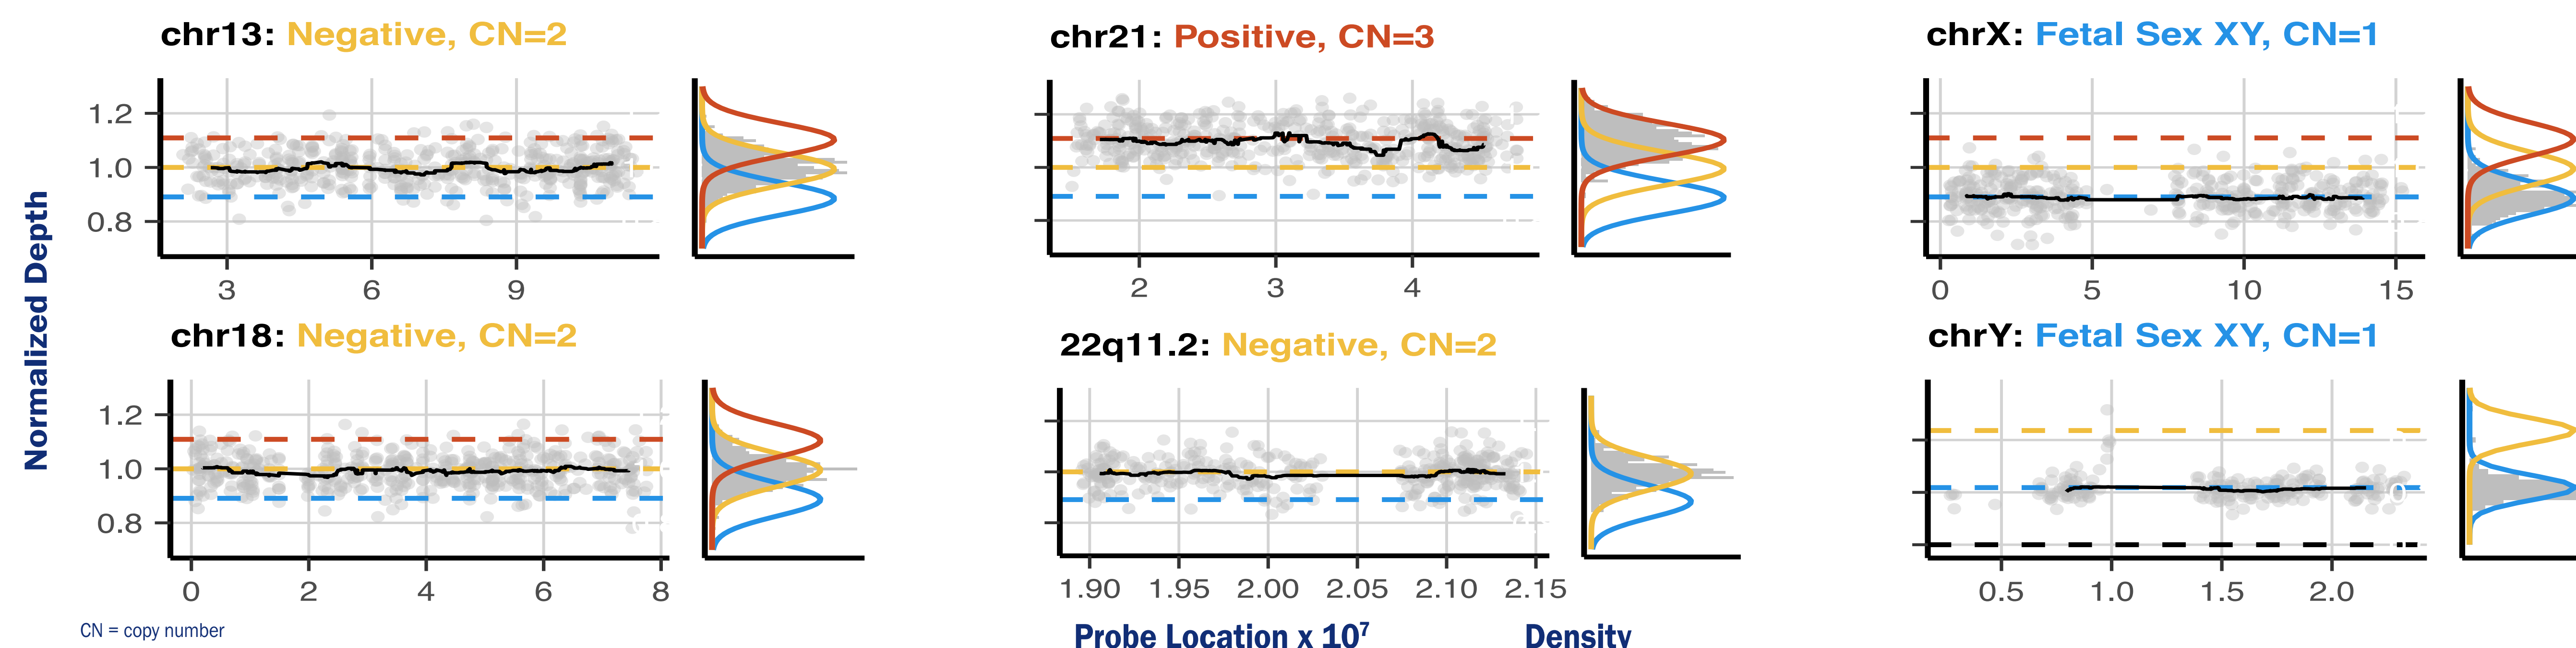 chr13: Negative, CN=2
chr21: Positive, CN=3
chrX: Fetal Sex XY, CN=1
Normalized Depth
1.2
1.0
0.8
3 6 9
2 3 4
0 5 10 15
chr18: Negative, CN=2
22q11.2: Negative, CN=2
chrY: Fetal Sex XY, CN=1
1.2
1.0
0.8
0 2 4 6 8
1.90 1.95 2.00 2.05 2.10 2.15
0.5 1.0 1.5 2.0
CN = copy number
Probe Location x 10⁷
Density